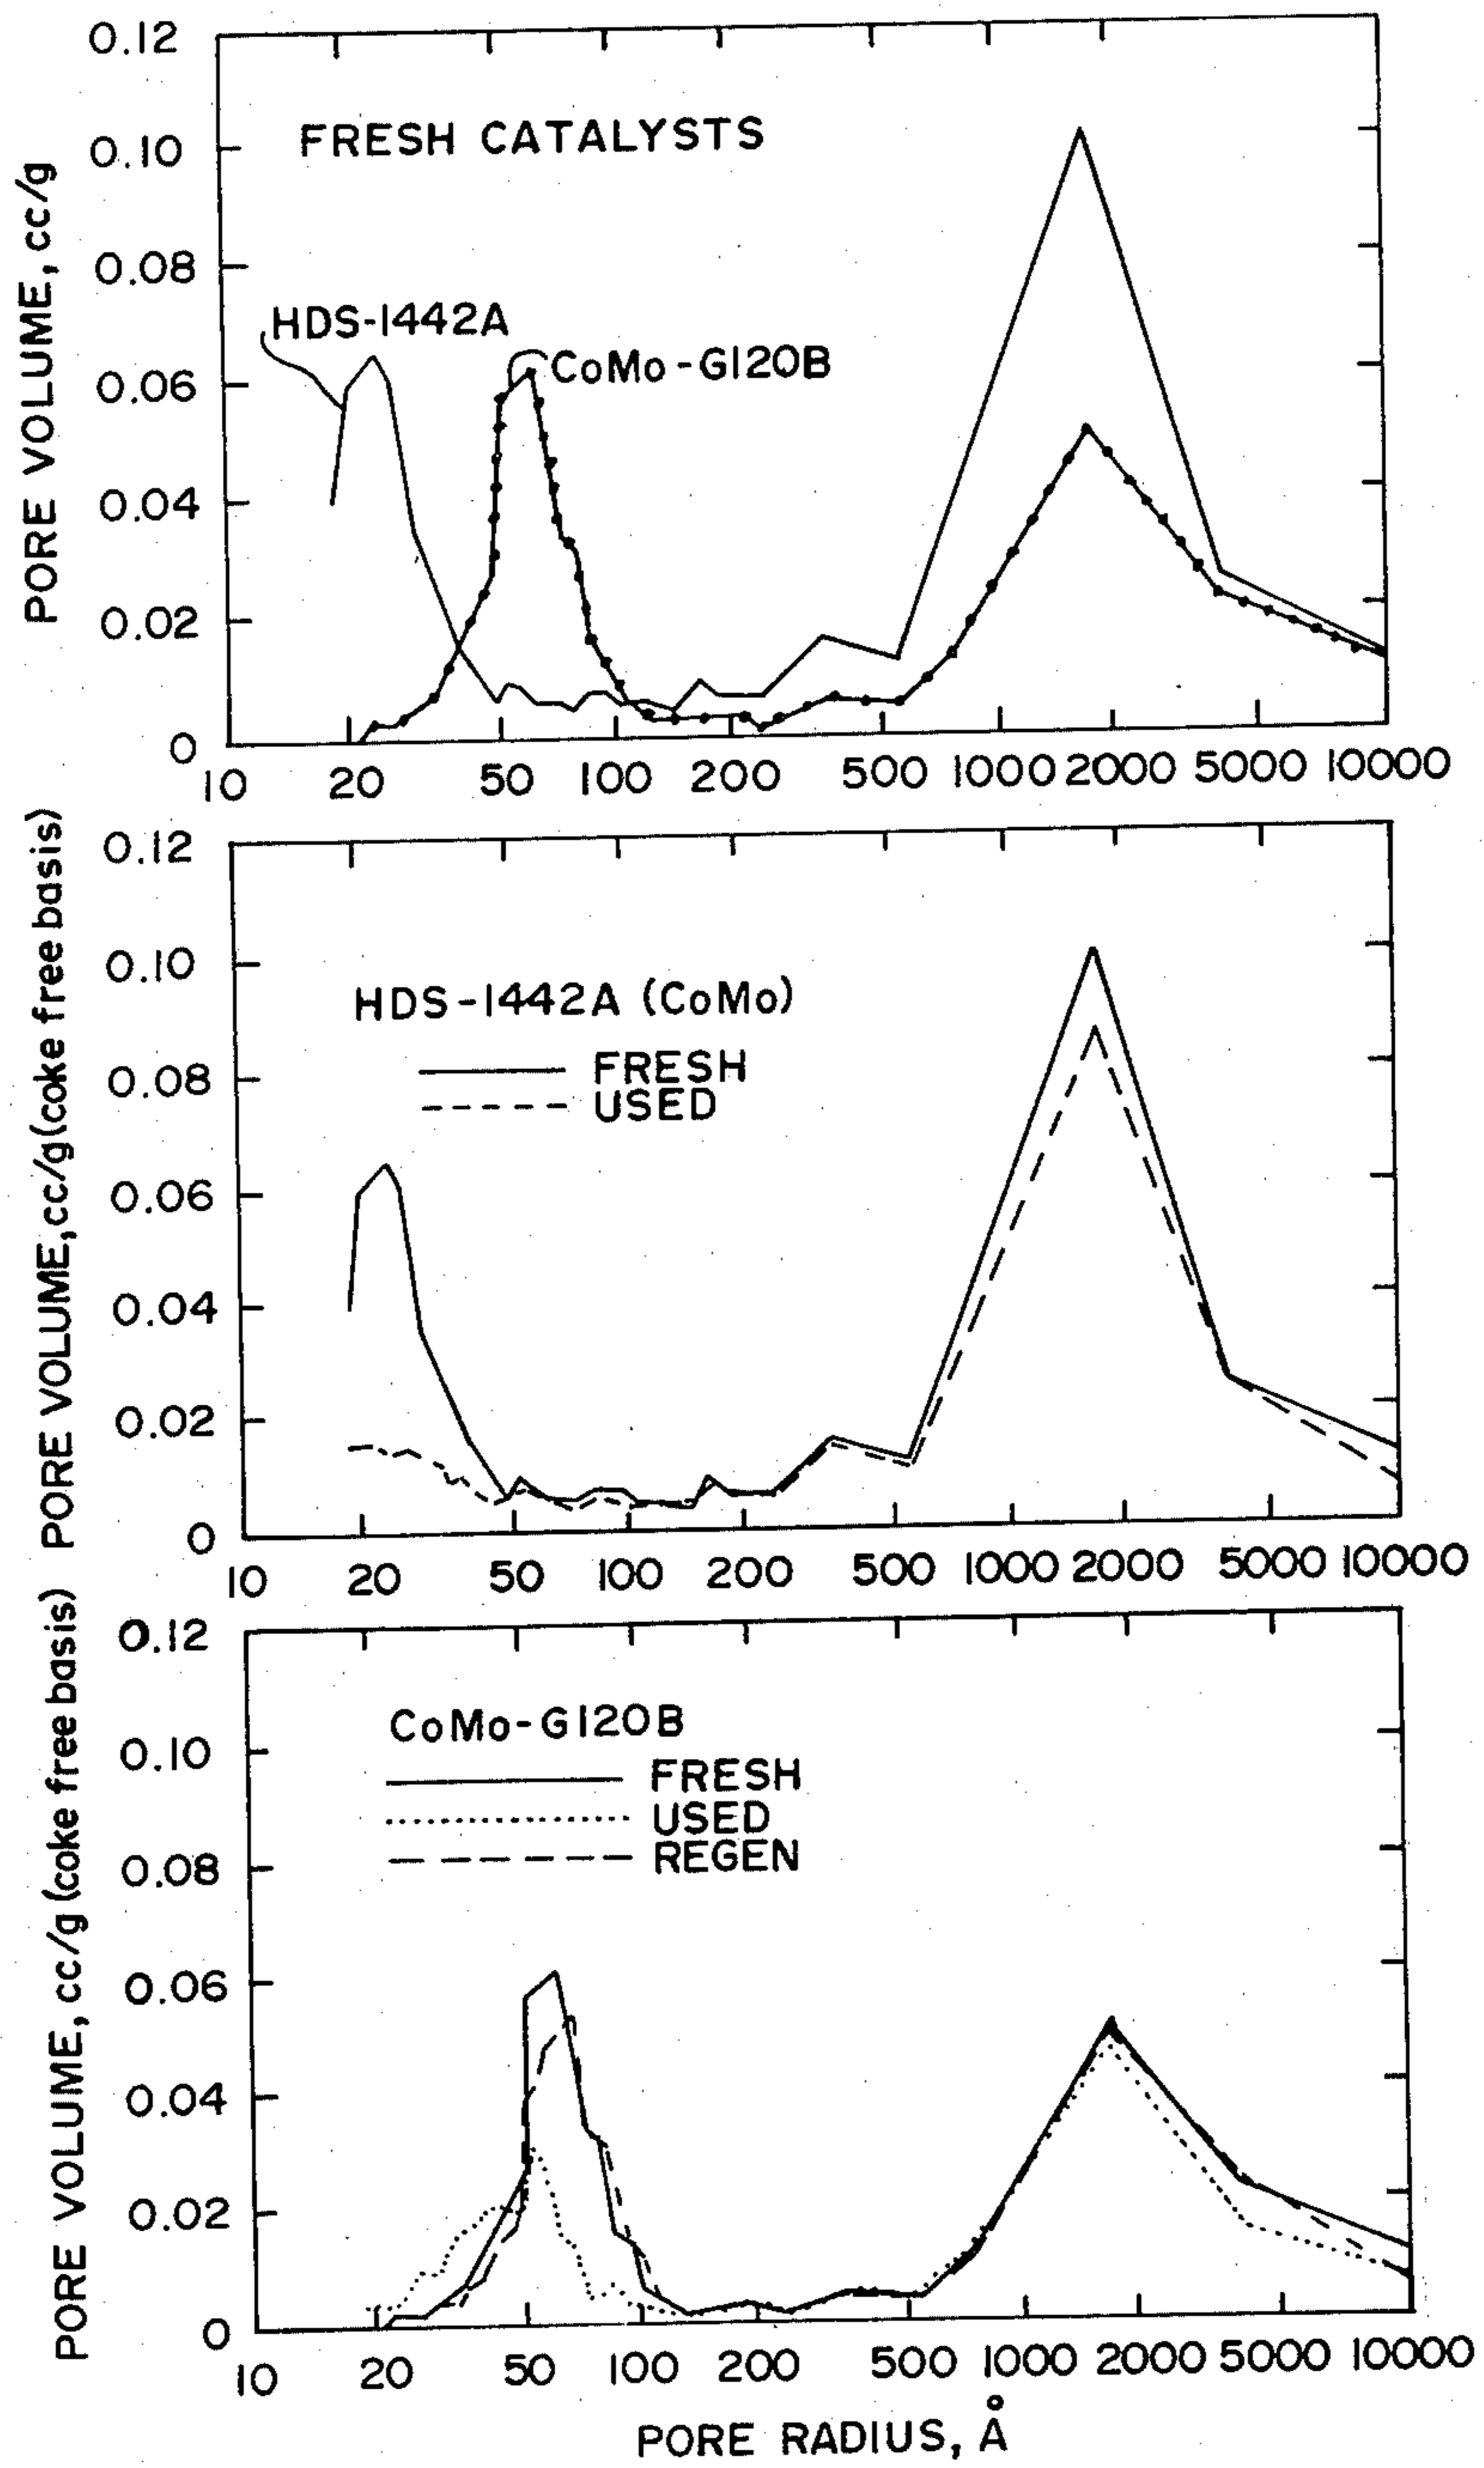 0.12
FRESH CATALYSTS
0.10
0.08
HDS-1442A
CoMo-G120B
0.06
0.04
0.02
0
PORE VOLUME, cc/g
10 20 50 100 200 500 1000 2000 5000 10000
0.12
0.10
HDS-1442A (CoMo)
FRESH
0.08
USED
0.06
0.04
0.02
0
PORE VOLUME, cc/g (coke free basis)
10 20 50 100 200 500 1000 2000 5000 10000
0.12
CoMo-G120B
0.10
FRESH
USED
REGEN
0.08
0.06
0.04
0.02
0
PORE VOLUME, cc/g (coke free basis)
10 20 50 100 200 500 1000 2000 5000 10000
PORE RADIUS, Å